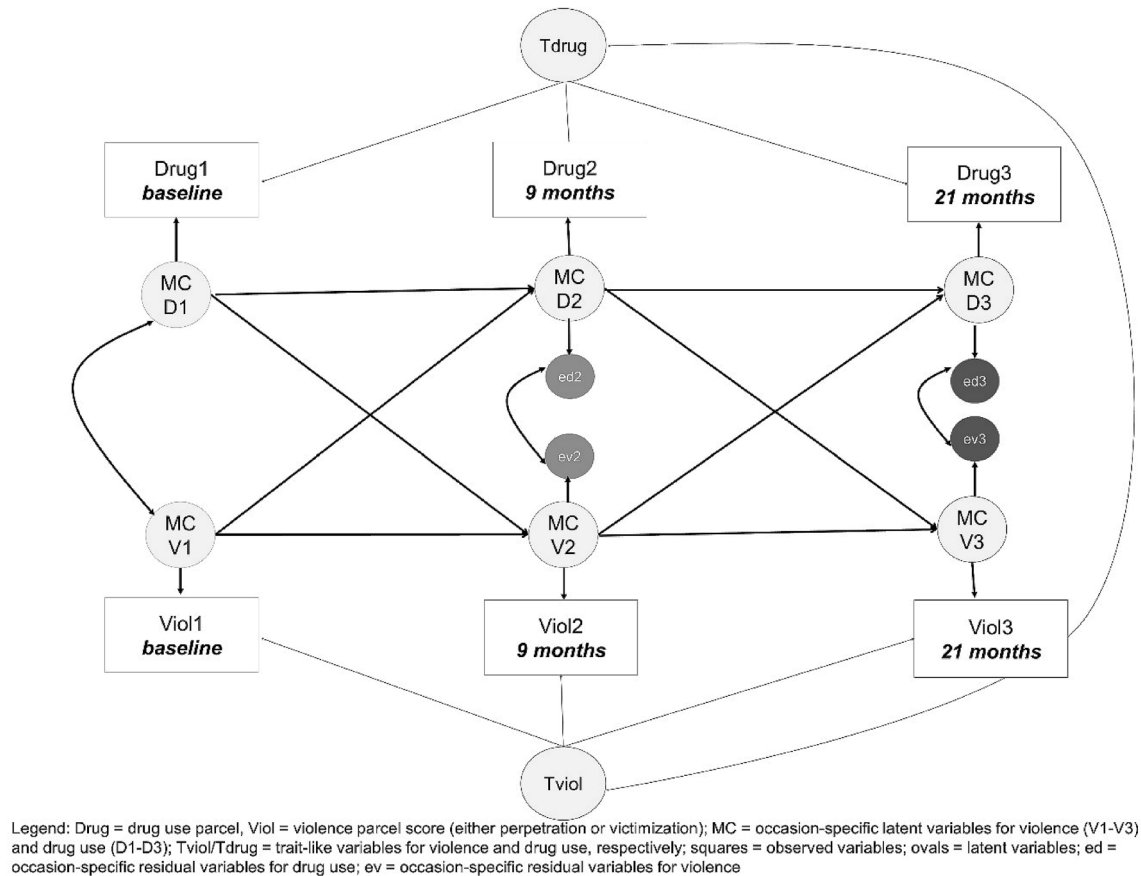 Tdrug
Drug1
baseline
Drug2
9 months
Drug3
21 months
MC
D1
MC
D2
MC
D3
ed2
ed3
ev2
ev3
MC
V1
MC
V2
MC
V3
Viol1
baseline
Viol2
9 months
Viol3
21 months
Tviol
Legend: Drug = drug use parcel, Viol = violence parcel score (either perpetration or victimization); MC = occasion-specific latent variables for violence (V1-V3)
and drug use (D1-D3); Tviol/Tdrug = trait-like variables for violence and drug use, respectively; squares = observed variables; ovals = latent variables; ed =
occasion-specific residual variables for drug use; ev = occasion-specific residual variables for violence